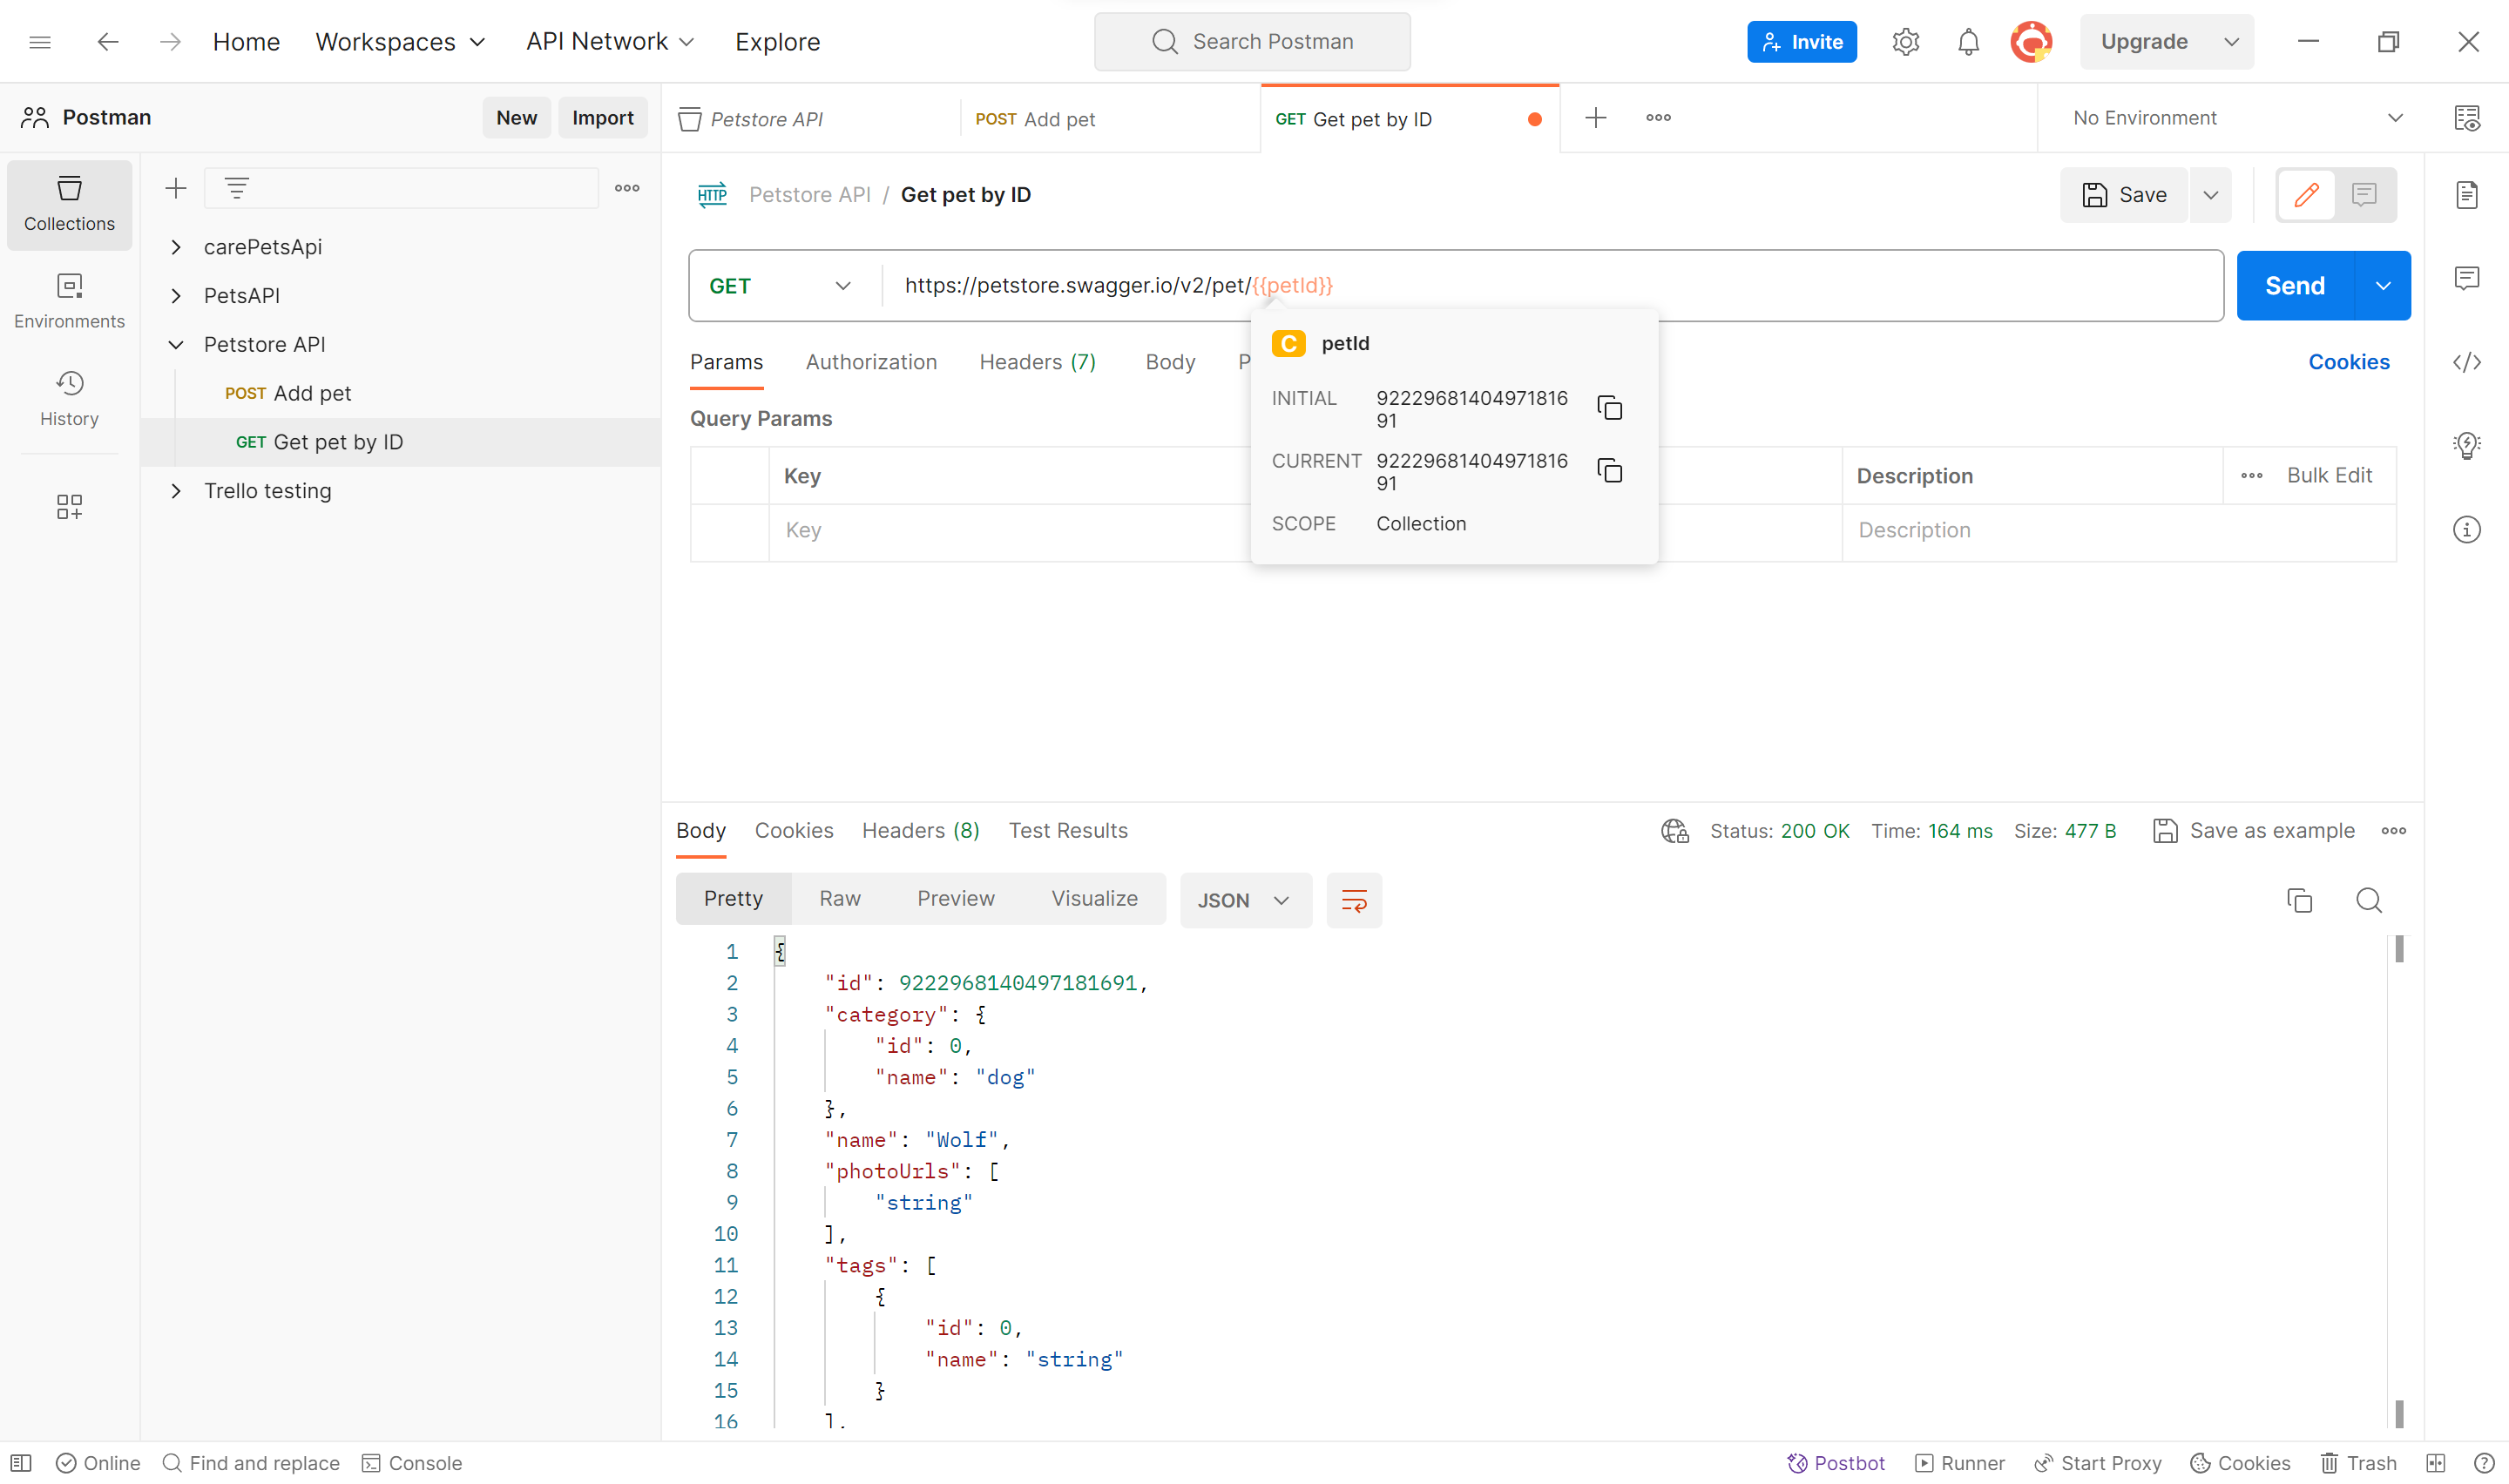 Home Workspaces API Network Explore Search Postman Invite Upgrade
Postman New Import Petstore API POST Add pet GET Get pet by ID No Environment
Collections
Environments
History
carePetsApi
PetsAPI
Petstore API
POST Add pet
GET Get pet by ID
Trello testing
HTTP Petstore API / Get pet by ID Save
GET https://petstore.swagger.io/v2/pet/{{petId}} Send
Params Authorization Headers (7) Body P Cookies
C petId
INITIAL 92229681404971816
91
CURRENT 92229681404971816
91
SCOPE Collection
Query Params
Key Description Bulk Edit
Key Description
Body Cookies Headers (8) Test Results Status: 200 OK Time: 164 ms Size: 477 B Save as example
Pretty Raw Preview Visualize JSON
1 {
2 "id": 9222968140497181691,
3 "category": {
4 "id": 0,
5 "name": "dog"
6 },
7 "name": "Wolf",
8 "photoUrls": [
9 "string"
10 ],
11 "tags": [
12 {
13 "id": 0,
14 "name": "string"
15 }
16 ],
Online Find and replace Console Postbot Runner Start Proxy Cookies Trash